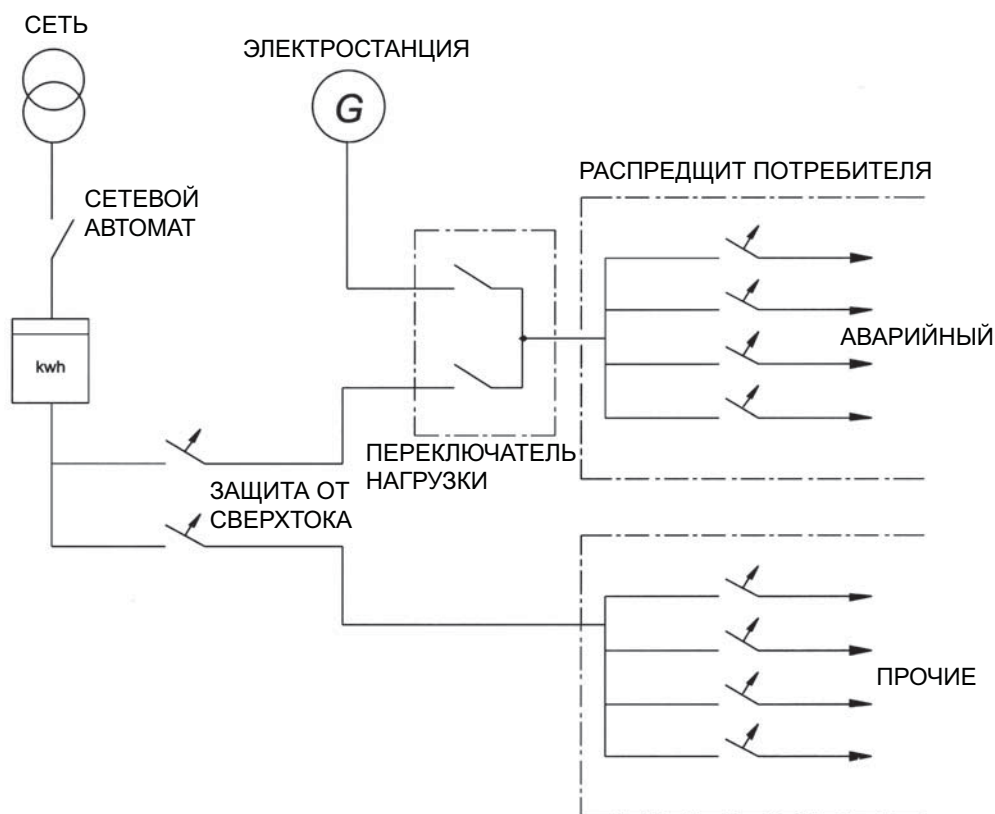 СЕТЬ
ЭЛЕКТРОСТАНЦИЯ
G
РАСПРЕДЩИТ ПОТРЕБИТЕЛЯ
СЕТЕВОЙ
АВТОМАТ
kwh
АВАРИЙНЫЙ
ПЕРЕКЛЮЧАТЕЛЬ
НАГРУЗКИ
ЗАЩИТА ОТ
СВЕРХТОКА
ПРОЧИЕ